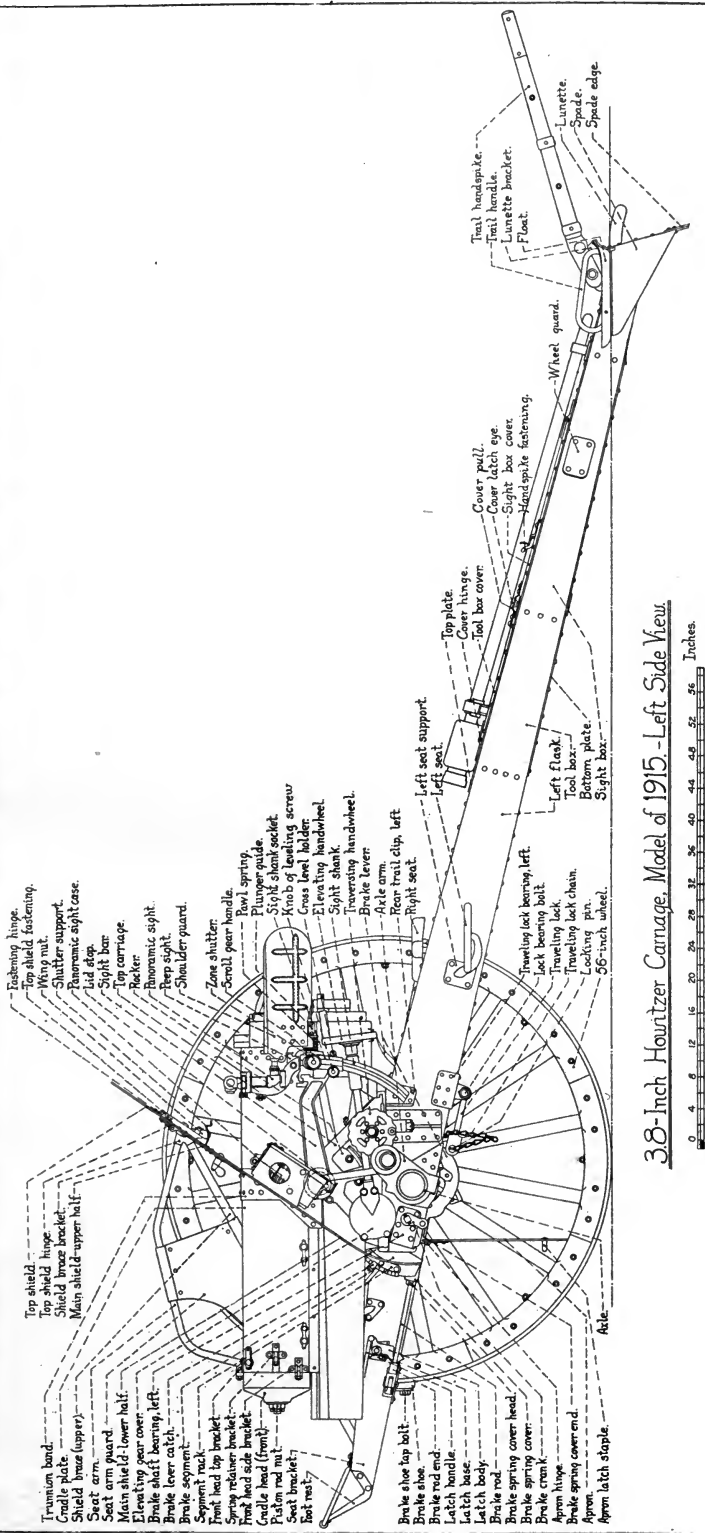 Fastening hinge.
Top shield fastening.
Wing nut.
Shutter support.
Panoramic sight case.
Lid stop.
Sight bar.
Top carriage.
Rocker.
Panoramic sight.
Peep sight.
Shoulder guard.
Zone shutter.
Scroll gear handle.
Pawl spring.
Plunger guide.
Sight shank socket.
Knob of leveling screw
Cross level holder.
Elevating handwheel.
Sight shank.
Traversing handwheel.
Brake lever.
Axle arm.
Rear trail clip, left
Right seat.
Left seat support.
Left seat.
Top plate.
Cover hinge.
Tool box cover.
Cover pull.
Cover latch eye.
Sight box cover.
Handspike fastening.
Wheel guard.
Trail handspike.
Trail handle.
Lunette bracket.
Float.
Lunette.
Spade.
Spade edge.
Top shield.
Top shield hinge.
Shield brace bracket.
Main shield-upper half.
Trunnion band.
Cradle plate.
Shield brace (upper)
Seat arm.
Seat arm guard.
Main shield-lower half.
Elevating gear cover.
Brake shaft bearing, left.
Brake lever catch.
Brake segment.
Segment rack.
Front head top bracket.
Spring retainer bracket.
Front head side bracket.
Cradle head (front)
Piston rod nut.
Seat bracket.
Foot rest.
Brake shoe tap bolt.
Brake shoe.
Brake rod end.
Latch handle.
Latch base.
Latch body.
Brake rod.
Brake spring cover head.
Brake spring cover.
Brake crank.
Apron hinge.
Brake spring cover end.
Apron.
Apron latch staple.
Axle.
Traveling lock bearing, left.
Lock bearing bolt.
Traveling lock.
Traveling lock chain.
Locking pin.
56-inch wheel.
Left flask.
Tool box.
Bottom plate.
Sight box.
3.8-Inch Howitzer Carriage, Model of 1915.-Left Side View.
0 4 8 12 16 20 24 28 32 36 40 44 48 52 56 Inches.